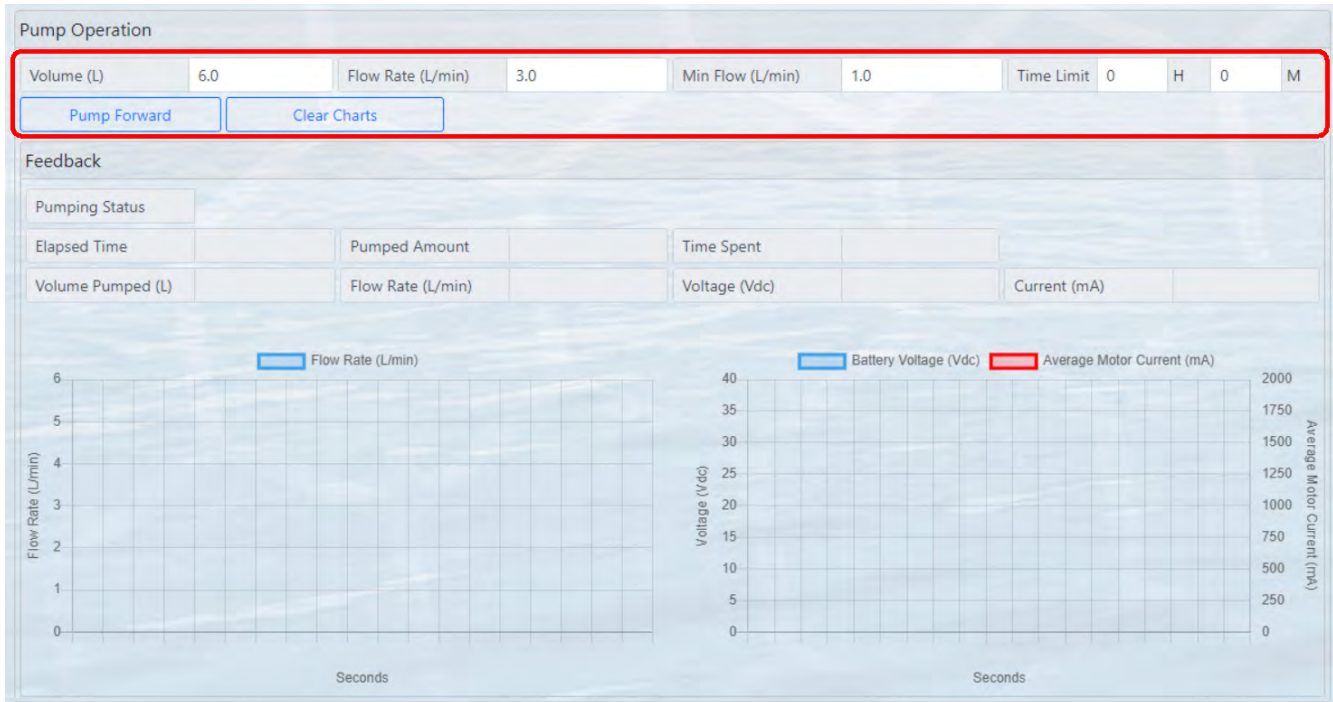 Pump Operation
Volume (L) 6.0 Flow Rate (L/min) 3.0 Min Flow (L/min) 1.0 Time Limit 0 H 0 M
Pump Forward Clear Charts
Feedback
Pumping Status
Elapsed Time Pumped Amount Time Spent
Volume Pumped (L) Flow Rate (L/min) Voltage (Vdc) Current (mA)
Flow Rate (L/min)
6
5
4
3
2
1
0
Flow Rate (L/min)
Seconds
Battery Voltage (Vdc) Average Motor Current (mA)
40 2000
35 1750
30 1500
25 1250
20 1000
15 750
10 500
5 250
0 0
Voltage (Vdc)
Average Motor Current (mA)
Seconds